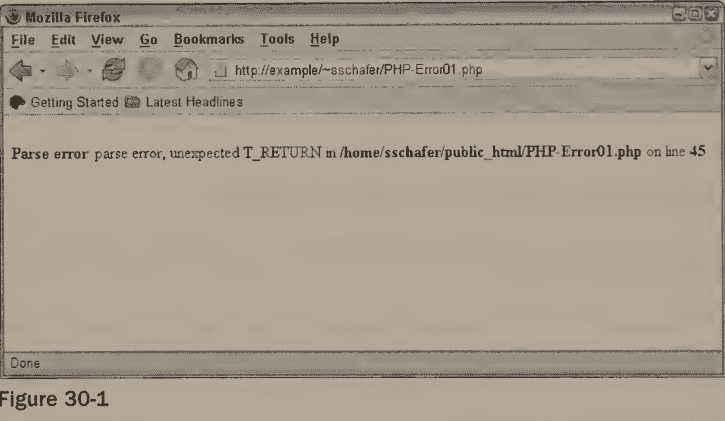 Mozilla Firefox
File Edit View Go Bookmarks Tools Help
http://example/~sschafer/PHP-Error01.php
Getting Started Latest Headlines
Parse error parse error, unexpected T_RETURN in /home/sschafer/public_html/PHP-Error01.php on line 45
Done
Figure 30-1